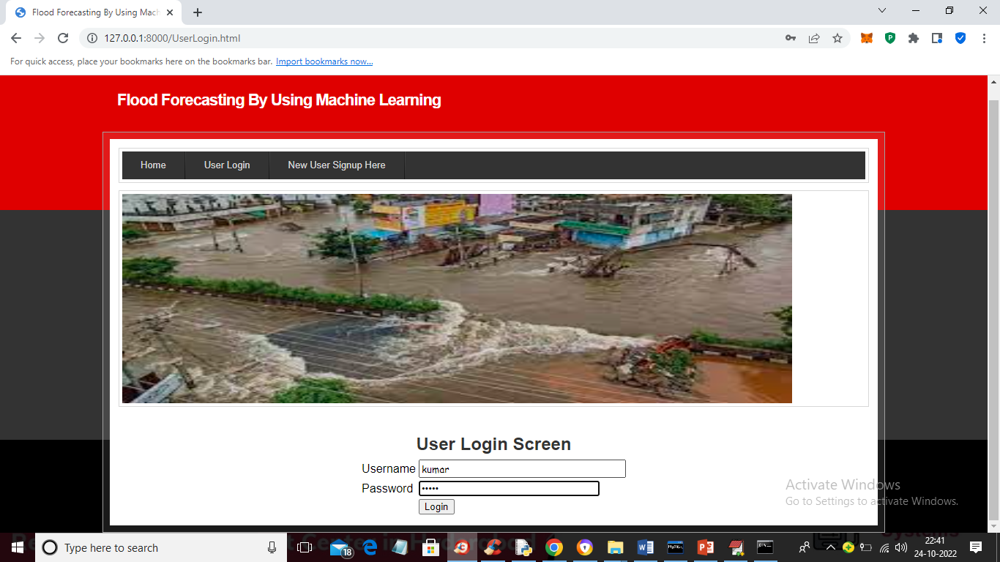 Flood Forecasting By Using Mach
127.0.0.1:8000/UserLogin.html
For quick access, place your bookmarks here on the bookmarks bar. Import bookmarks now...
Flood Forecasting By Using Machine Learning
Home User Login New User Signup Here
User Login Screen
Username kumar
Password •••••
Login
Activate Windows
Go to Settings to activate Windows.
Type here to search
18
22:41
24-10-2022